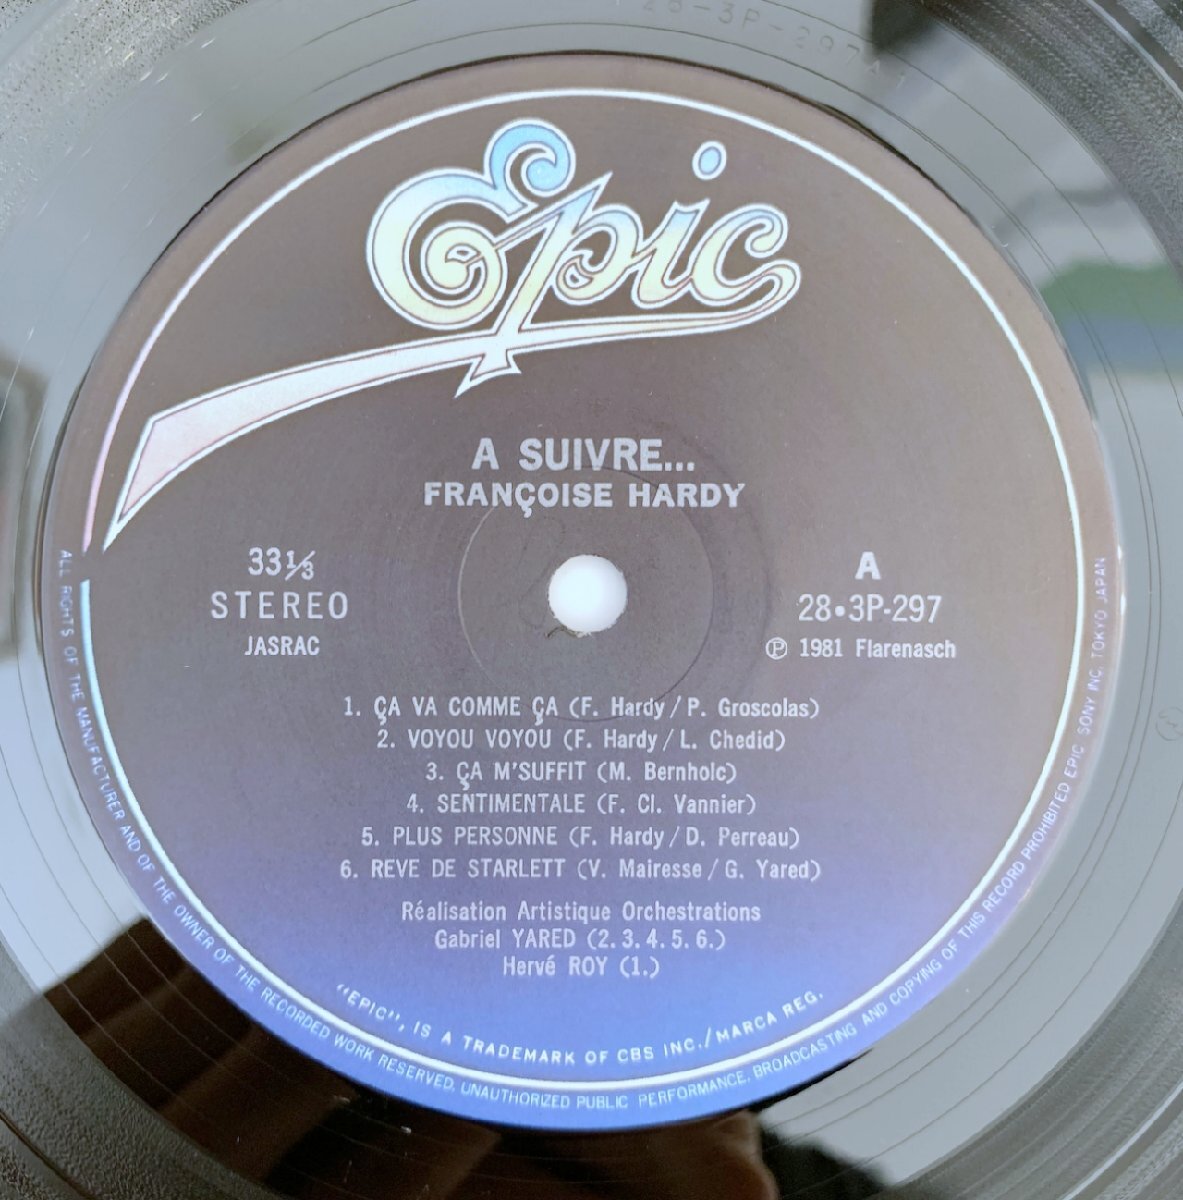 28-3P-297A1
Epic
A SUIVRE...
FRANÇOISE HARDY
33⅓
STEREO
JASRAC
A
28•3P-297
Ⓟ 1981 Flarenasch
1. ÇA VA COMME ÇA (F. Hardy / P. Groscolas)
2. VOYOU VOYOU (F. Hardy / L. Chedid)
3. ÇA M'SUFFIT (M. Bernholc)
4. SENTIMENTALE (F. Cl. Vannier)
5. PLUS PERSONNE (F. Hardy / D. Perreau)
6. REVE DE STARLETT (V. Mairesse / G. Yared)
Réalisation Artistique Orchestrations
Gabriel YARED (2. 3. 4. 5. 6.)
Hervé ROY (1.)
"EPIC", IS A TRADEMARK OF CBS INC./MARCA REG.
ALL RIGHTS OF THE MANUFACTURER AND OF THE OWNER OF THE RECORDED WORK RESERVED. UNAUTHORIZED PUBLIC PERFORMANCE. BROADCASTING AND COPYING OF THIS RECORD PROHIBITED EPIC SONY INC. TOKYO JAPAN